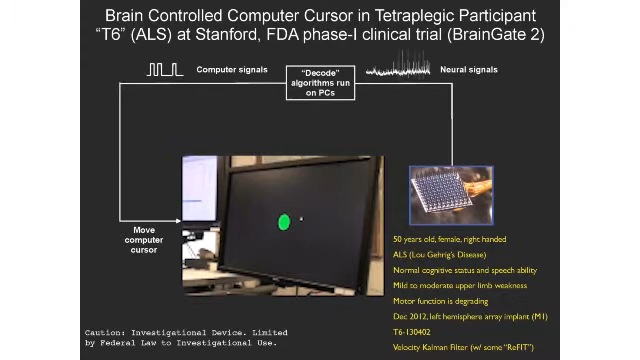 Brain Controlled Computer Cursor in Tetraplegic Participant
“T6” (ALS) at Stanford, FDA phase-I clinical trial (BrainGate 2)
Computer signals
“Decode”
algorithms run
on PCs
Neural signals
Move
computer
cursor
50 years old, female, right handed
ALS (Lou Gehrig's Disease)
Normal cognitive status and speech ability
Mild to moderate upper limb weakness
Motor function is degrading
Dec 2012, left hemisphere array implant (M1)
T6-130402
Velocity Kalman Filter (w/ some “ReFIT”)
Caution: Investigational Device. Limited
by Federal Law to Investigational Use.